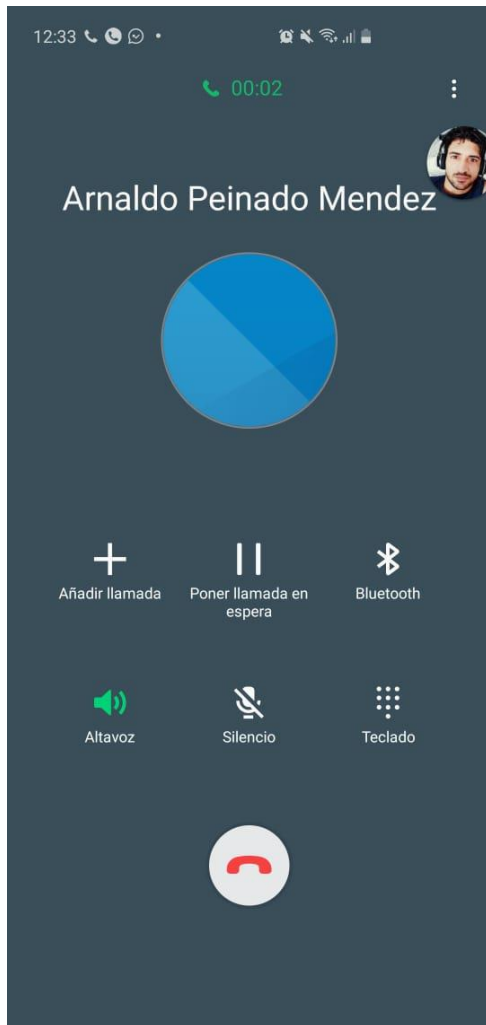 12:33
00:02
Arnaldo Peinado Mendez
Añadir llamada
Poner llamada en
espera
Bluetooth
Altavoz
Silencio
Teclado